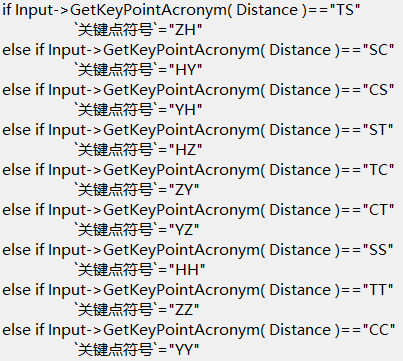 if Input->GetKeyPointAcronym( Distance )=="TS"
`关键点符号`="ZH"
else if Input->GetKeyPointAcronym( Distance )=="SC"
`关键点符号`="HY"
else if Input->GetKeyPointAcronym( Distance )=="CS"
`关键点符号`="YH"
else if Input->GetKeyPointAcronym( Distance )=="ST"
`关键点符号`="HZ"
else if Input->GetKeyPointAcronym( Distance )=="TC"
`关键点符号`="ZY"
else if Input->GetKeyPointAcronym( Distance )=="CT"
`关键点符号`="YZ"
else if Input->GetKeyPointAcronym( Distance )=="SS"
`关键点符号`="HH"
else if Input->GetKeyPointAcronym( Distance )=="TT"
`关键点符号`="ZZ"
else if Input->GetKeyPointAcronym( Distance )=="CC"
`关键点符号`="YY"